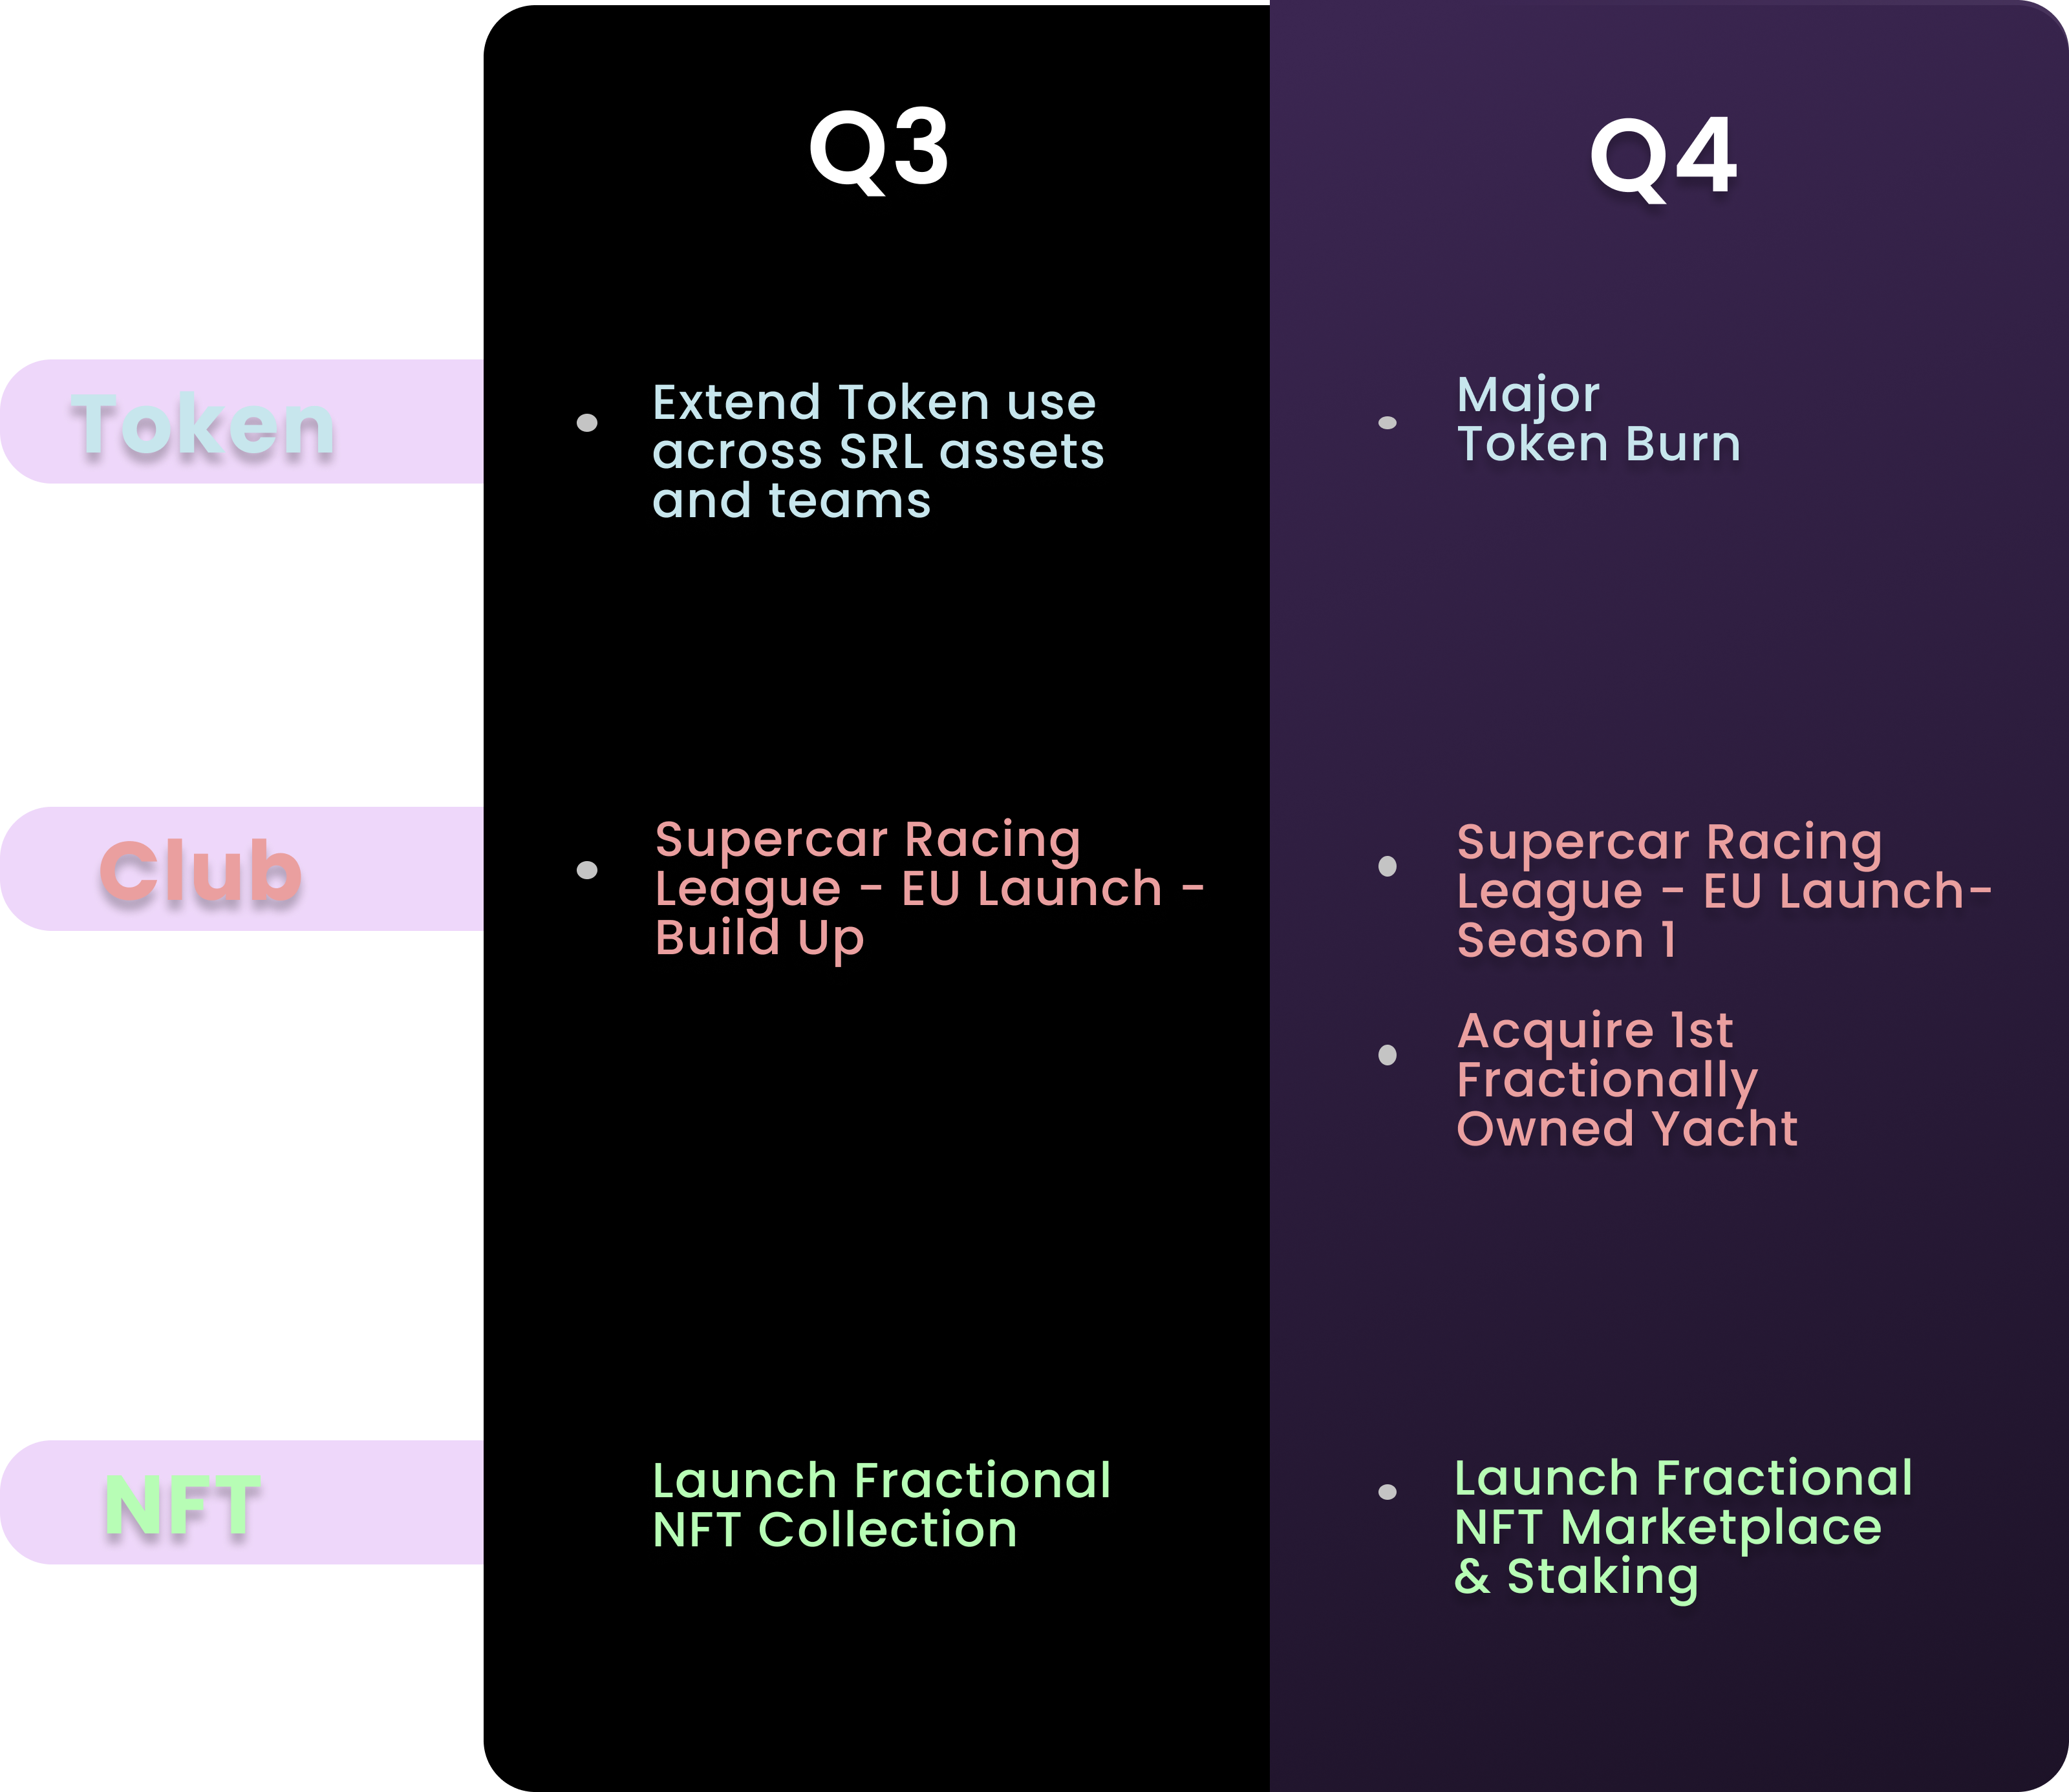 Q3
Q4
Token
Extend Token use
across SRL assets
and teams
Major
Token Burn
Club
Supercar Racing
League - EU Launch -
Build Up
Supercar Racing
League - EU Launch-
Season 1
Acquire 1st
Fractionally
Owned Yacht
NFT
Launch Fractional
NFT Collection
Launch Fractional
NFT Marketplace
& Staking